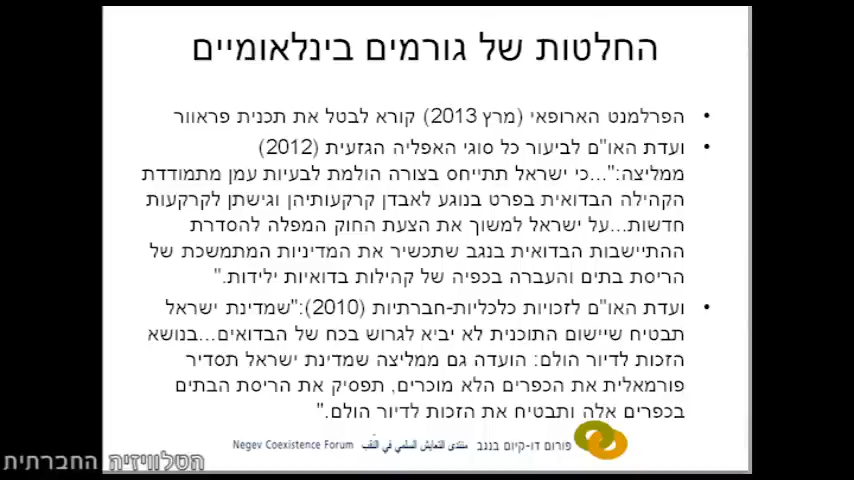 החלטות של גורמים בינלאומיים
• הפרלמנט הארופאי (מרץ 2013) קורא לבטל את תכנית פראוור
• ועדת האו"ם לביעור כל סוגי האפליה הגזעית (2012)
ממליצה:"...כי ישראל תתייחס בצורה הולמת לבעיות עמן מתמודדת
הקהילה הבדואית בפרט בנוגע לאבדן קרקעותיהן וגישתן לקרקעות
חדשות...על ישראל למשוך את הצעת החוק המפלה להסדרת
ההתיישבות הבדואית בנגב שתכשיר את המדיניות המתמשכת של
הריסת בתים והעברה בכפיה של קהילות בדואיות ילידות."
• ועדת האו"ם לזכויות כלכליות-חברתיות (2010):"שמדינת ישראל
תבטיח שיישום התוכנית לא יביא לגרוש בכח של הבדואים...בנושא
הזכות לדיור הולם: הועדה גם ממליצה שמדינת ישראל תסדיר
פורמאלית את הכפרים הלא מוכרים, תפסיק את הריסת הבתים
בכפרים אלה ותבטיח את הזכות לדיור הולם."
פורום דו-קיום בנגב منتدى التعايش السلمي في النقب Negev Coexistence Forum
הטלוויזיה החברתית